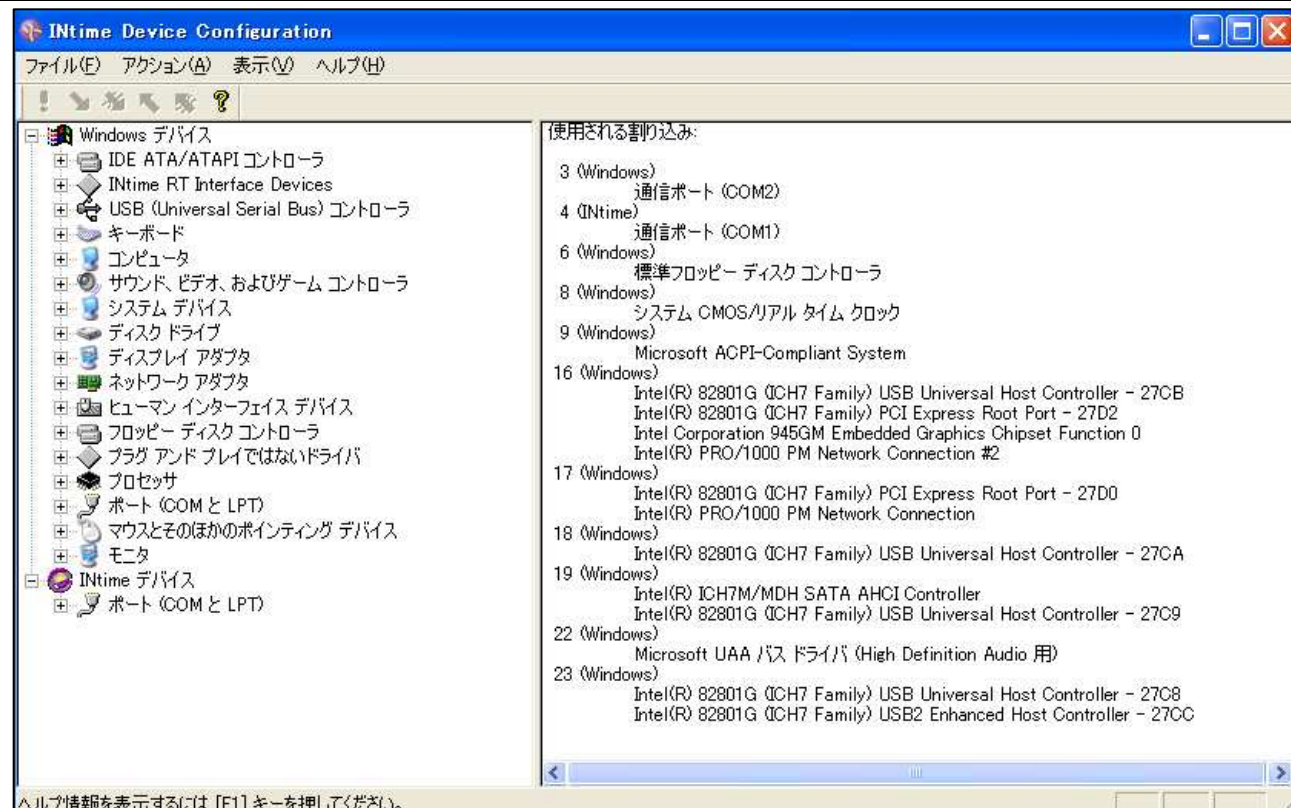 INtime Device Configuration
ファイル(F) アクション(A) 表示(V) ヘルプ(H)
Windows デバイス
IDE ATA/ATAPI コントローラ
INtime RT Interface Devices
USB (Universal Serial Bus) コントローラ
キーボード
コンピュータ
サウンド、ビデオ、およびゲーム コントローラ
システム デバイス
ディスク ドライブ
ディスプレイ アダプタ
ネットワーク アダプタ
ヒューマン インターフェイス デバイス
フロッピー ディスク コントローラ
プラグ アンド プレイではないドライバ
プロセッサ
ポート (COM と LPT)
マウスとそのほかのポインティング デバイス
モニタ
INtime デバイス
ポート (COM と LPT)
使用される割り込み:
3 (Windows)
通信ポート (COM2)
4 (INtime)
通信ポート (COM1)
6 (Windows)
標準フロッピー ディスク コントローラ
8 (Windows)
システム CMOS/リアル タイム クロック
9 (Windows)
Microsoft ACPI-Compliant System
16 (Windows)
Intel(R) 82801G (ICH7 Family) USB Universal Host Controller - 27CB
Intel(R) 82801G (ICH7 Family) PCI Express Root Port - 27D2
Intel Corporation 945GM Embedded Graphics Chipset Function 0
Intel(R) PRO/1000 PM Network Connection #2
17 (Windows)
Intel(R) 82801G (ICH7 Family) PCI Express Root Port - 27D0
Intel(R) PRO/1000 PM Network Connection
18 (Windows)
Intel(R) 82801G (ICH7 Family) USB Universal Host Controller - 27CA
19 (Windows)
Intel(R) ICH7M/MDH SATA AHCI Controller
Intel(R) 82801G (ICH7 Family) USB Universal Host Controller - 27C9
22 (Windows)
Microsoft UAA バス ドライバ (High Definition Audio 用)
23 (Windows)
Intel(R) 82801G (ICH7 Family) USB Universal Host Controller - 27C8
Intel(R) 82801G (ICH7 Family) USB2 Enhanced Host Controller - 27CC
ヘルプ情報を表示するには [F1] キーを押してください。